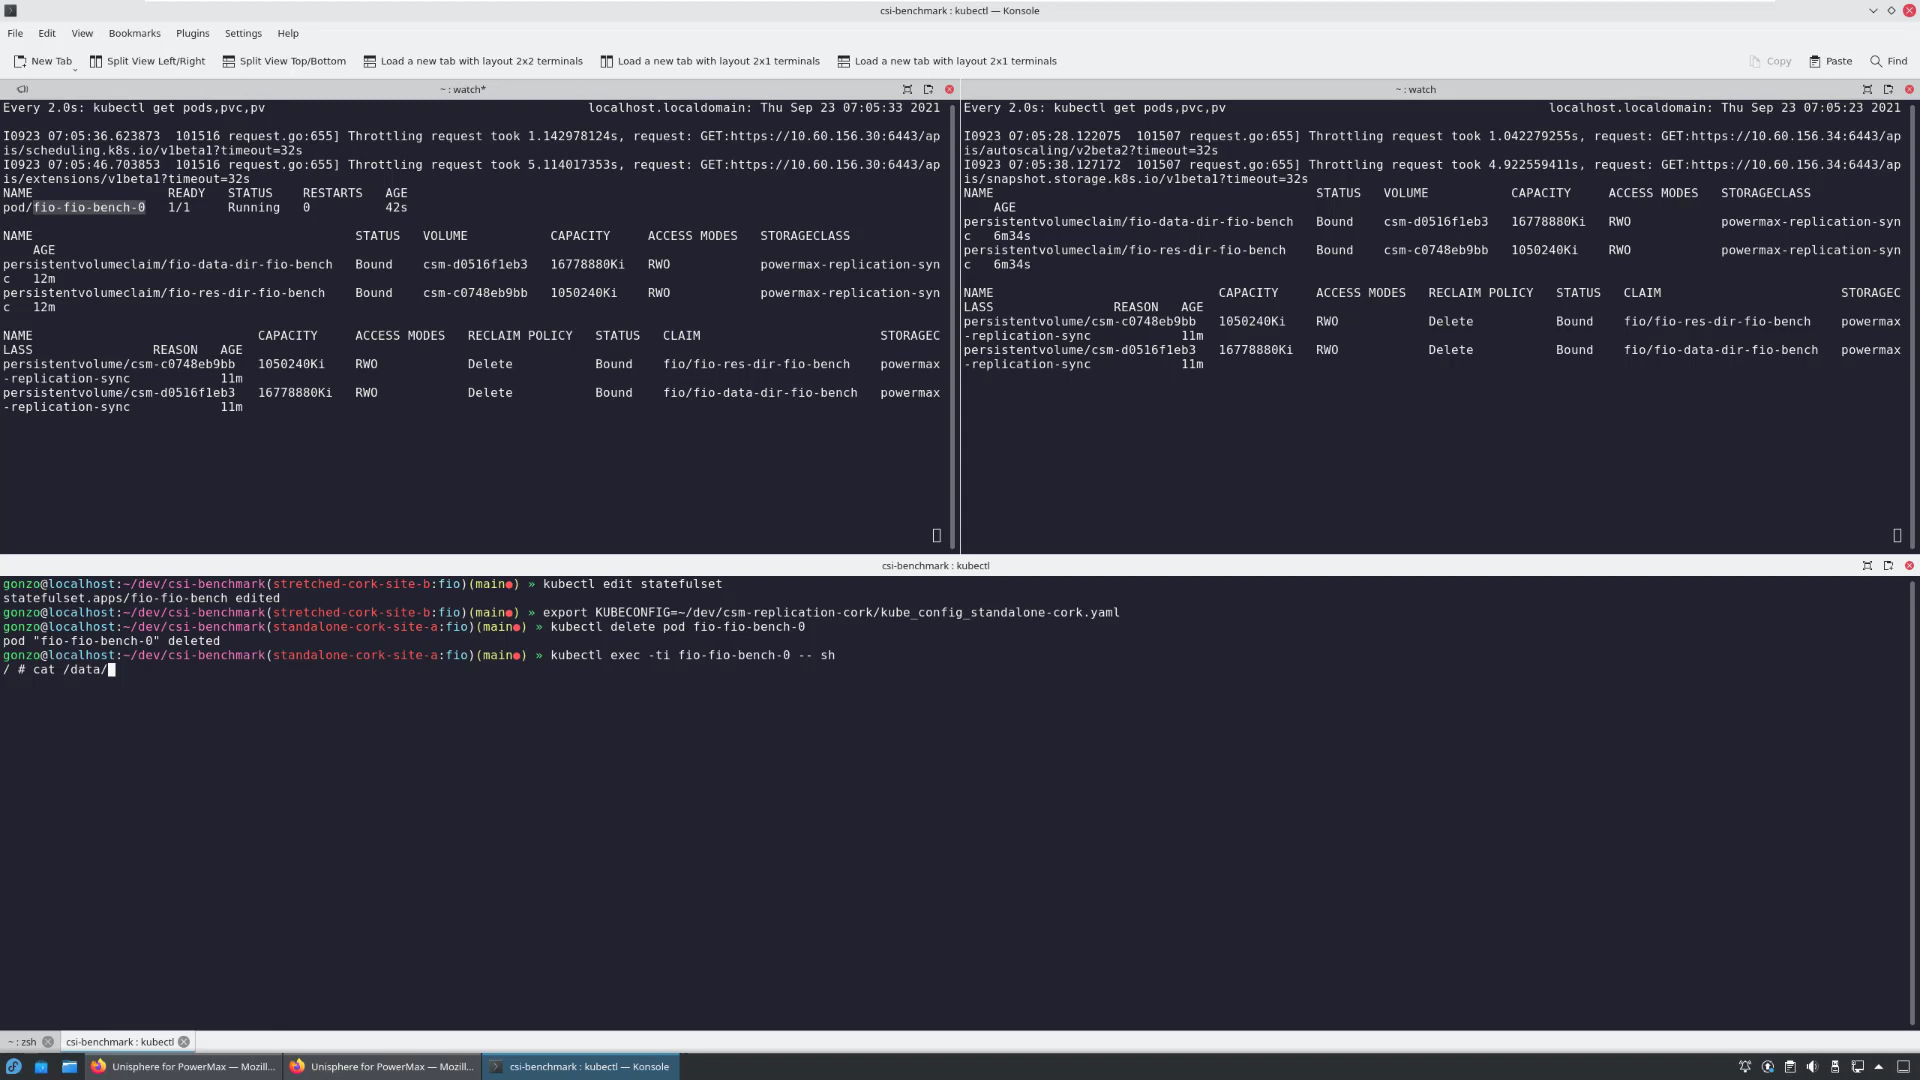 csi-benchmark : kubectl — Konsole
File Edit View Bookmarks Plugins Settings Help
New Tab Split View Left/Right Split View Top/Bottom Load a new tab with layout 2x2 terminals Load a new tab with layout 2x1 terminals Load a new tab with layout 2x1 terminals Copy Paste Find
~ : watch*
Every 2.0s: kubectl get pods,pvc,pv localhost.localdomain: Thu Sep 23 07:05:33 2021
I0923 07:05:36.623873 101516 request.go:655] Throttling request took 1.142978124s, request: GET:https://10.60.156.30:6443/ap
is/scheduling.k8s.io/v1beta1?timeout=32s
I0923 07:05:46.703853 101516 request.go:655] Throttling request took 5.114017353s, request: GET:https://10.60.156.30:6443/ap
is/extensions/v1beta1?timeout=32s
NAME READY STATUS RESTARTS AGE
pod/fio-fio-bench-0 1/1 Running 0 42s
NAME STATUS VOLUME CAPACITY ACCESS MODES STORAGECLASS
AGE
persistentvolumeclaim/fio-data-dir-fio-bench Bound csm-d0516f1eb3 16778880Ki RWO powermax-replication-syn
c 12m
persistentvolumeclaim/fio-res-dir-fio-bench Bound csm-c0748eb9bb 1050240Ki RWO powermax-replication-syn
c 12m
NAME CAPACITY ACCESS MODES RECLAIM POLICY STATUS CLAIM STORAGEC
LASS REASON AGE
persistentvolume/csm-c0748eb9bb 1050240Ki RWO Delete Bound fio/fio-res-dir-fio-bench powermax
-replication-sync 11m
persistentvolume/csm-d0516f1eb3 16778880Ki RWO Delete Bound fio/fio-data-dir-fio-bench powermax
-replication-sync 11m
~ : watch
Every 2.0s: kubectl get pods,pvc,pv localhost.localdomain: Thu Sep 23 07:05:23 2021
I0923 07:05:28.122075 101507 request.go:655] Throttling request took 1.042279255s, request: GET:https://10.60.156.34:6443/ap
is/autoscaling/v2beta2?timeout=32s
I0923 07:05:38.127172 101507 request.go:655] Throttling request took 4.922559411s, request: GET:https://10.60.156.34:6443/ap
is/snapshot.storage.k8s.io/v1beta1?timeout=32s
NAME STATUS VOLUME CAPACITY ACCESS MODES STORAGECLASS
AGE
persistentvolumeclaim/fio-data-dir-fio-bench Bound csm-d0516f1eb3 16778880Ki RWO powermax-replication-syn
c 6m34s
persistentvolumeclaim/fio-res-dir-fio-bench Bound csm-c0748eb9bb 1050240Ki RWO powermax-replication-syn
c 6m34s
NAME CAPACITY ACCESS MODES RECLAIM POLICY STATUS CLAIM STORAGEC
LASS REASON AGE
persistentvolume/csm-c0748eb9bb 1050240Ki RWO Delete Bound fio/fio-res-dir-fio-bench powermax
-replication-sync 11m
persistentvolume/csm-d0516f1eb3 16778880Ki RWO Delete Bound fio/fio-data-dir-fio-bench powermax
-replication-sync 11m
csi-benchmark : kubectl
gonzo@localhost:~/dev/csi-benchmark(stretched-cork-site-b:fio)(main●) » kubectl edit statefulset
statefulset.apps/fio-fio-bench edited
gonzo@localhost:~/dev/csi-benchmark(stretched-cork-site-b:fio)(main●) » export KUBECONFIG=~/dev/csm-replication-cork/kube_config_standalone-cork.yaml
gonzo@localhost:~/dev/csi-benchmark(standalone-cork-site-a:fio)(main●) » kubectl delete pod fio-fio-bench-0
pod "fio-fio-bench-0" deleted
gonzo@localhost:~/dev/csi-benchmark(standalone-cork-site-a:fio)(main●) » kubectl exec -ti fio-fio-bench-0 -- sh
/ # cat /data/
~ : zsh csi-benchmark : kubectl
Unisphere for PowerMax — Mozill... Unisphere for PowerMax — Mozill... csi-benchmark : kubectl — Konsole